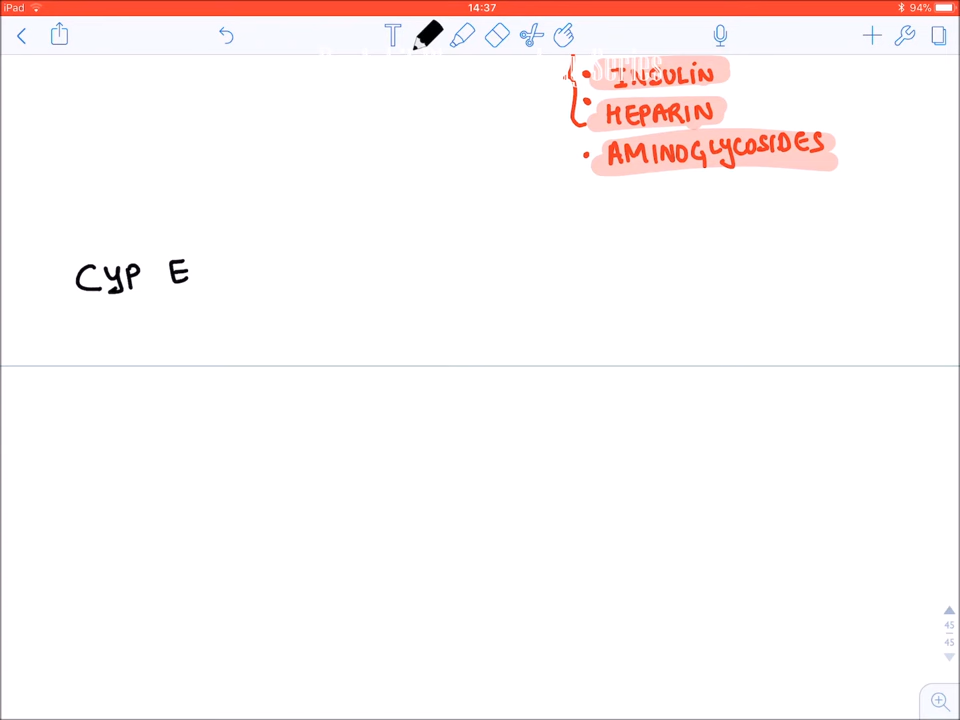 iPad 14:37 94%
T
• INSULIN
• HEPARIN
• AMINOGLYCOSIDES
CYP E
45
45